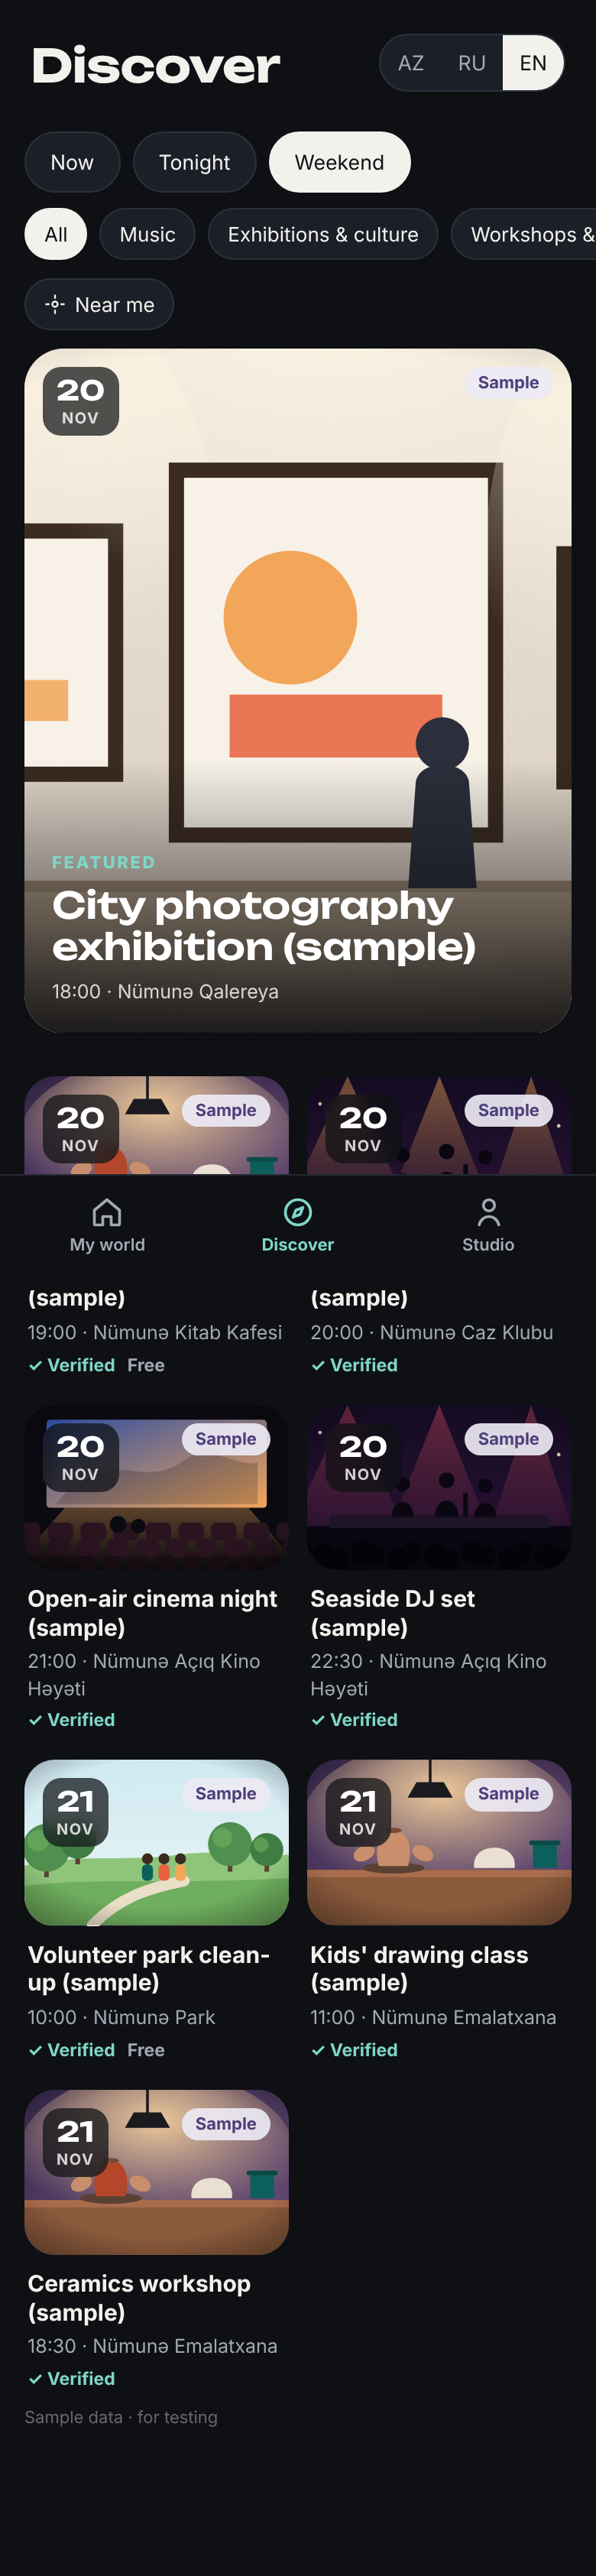 Discover
AZ RU EN
Now Tonight Weekend
All Music Exhibitions & culture Workshops &
Near me
20
NOV
Sample
FEATURED
City photography
exhibition (sample)
18:00 · Nümunə Qalereya
20
NOV
Sample
20
NOV
Sample
My world Discover Studio
(sample)
19:00 · Nümunə Kitab Kafesi
✓ Verified Free
(sample)
20:00 · Nümunə Caz Klubu
✓ Verified
20
NOV
Sample
Open-air cinema night
(sample)
21:00 · Nümunə Açıq Kino
Həyəti
✓ Verified
20
NOV
Sample
Seaside DJ set
(sample)
22:30 · Nümunə Açıq Kino
Həyəti
✓ Verified
21
NOV
Sample
Volunteer park clean-
up (sample)
10:00 · Nümunə Park
✓ Verified Free
21
NOV
Sample
Kids' drawing class
(sample)
11:00 · Nümunə Emalatxana
✓ Verified
21
NOV
Sample
Ceramics workshop
(sample)
18:30 · Nümunə Emalatxana
✓ Verified
Sample data · for testing